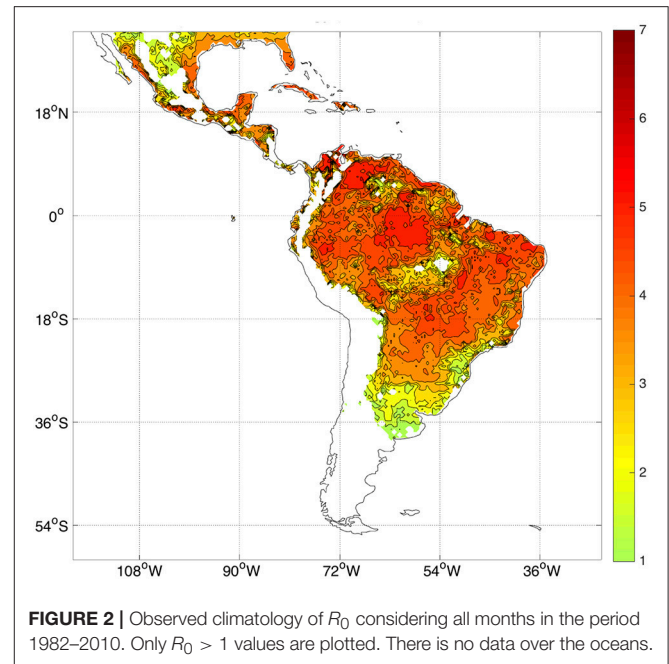 7
6
5
4
3
2
1
18°N
0°
18°S
36°S
54°S
108°W 90°W 72°W 54°W 36°W
FIGURE 2 | Observed climatology of R0 considering all months in the period
1982–2010. Only R0 > 1 values are plotted. There is no data over the oceans.